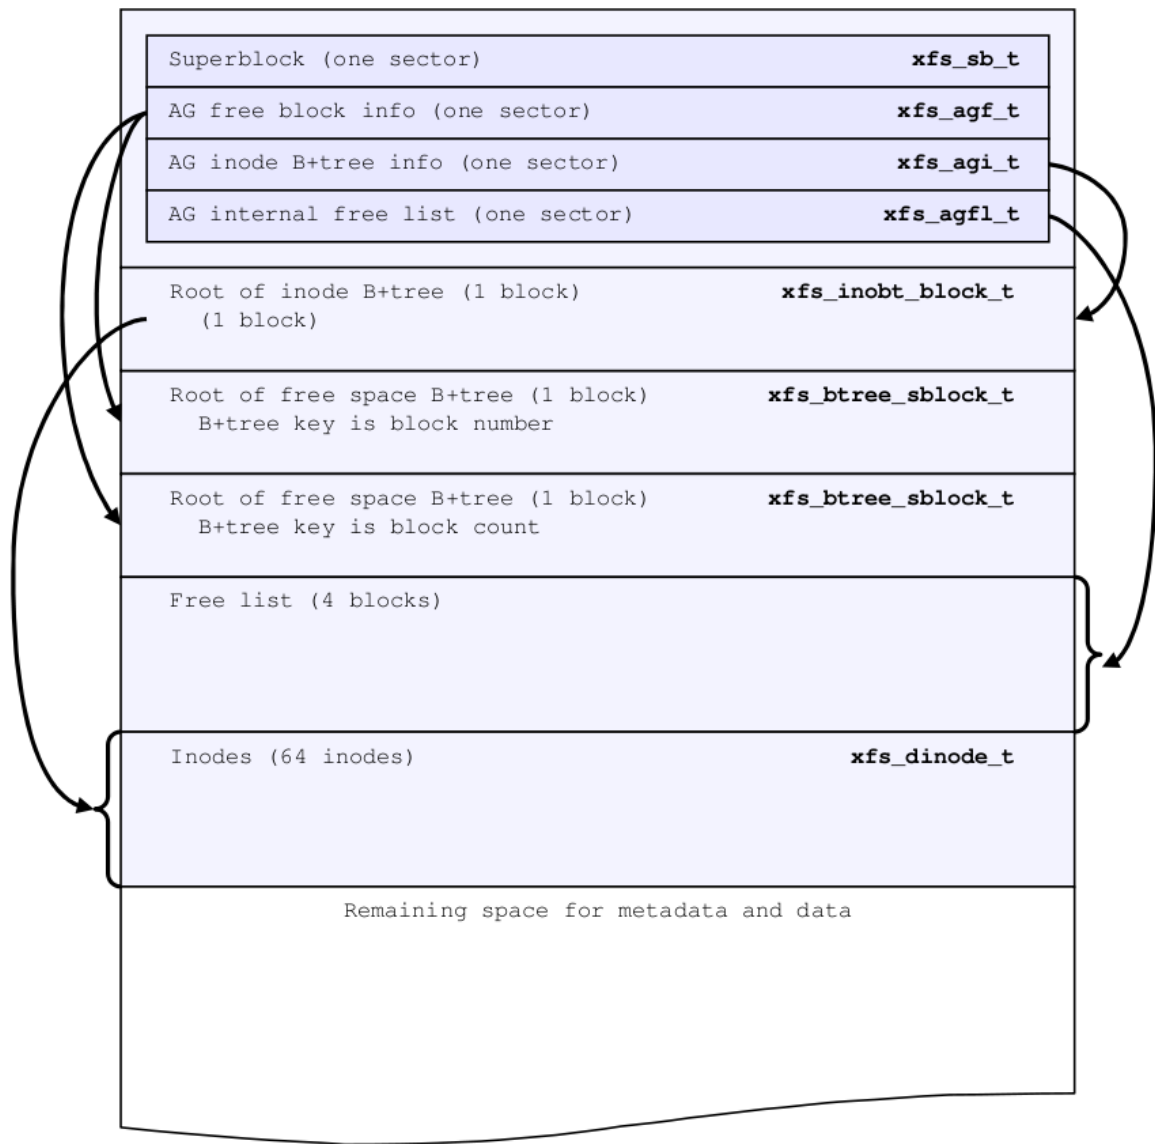 Superblock (one sector) xfs_sb_t
AG free block info (one sector) xfs_agf_t
AG inode B+tree info (one sector) xfs_agi_t
AG internal free list (one sector) xfs_agfl_t
Root of inode B+tree (1 block) xfs_inobt_block_t
(1 block)
Root of free space B+tree (1 block) xfs_btree_sblock_t
B+tree key is block number
Root of free space B+tree (1 block) xfs_btree_sblock_t
B+tree key is block count
Free list (4 blocks)
Inodes (64 inodes) xfs_dinode_t
Remaining space for metadata and data